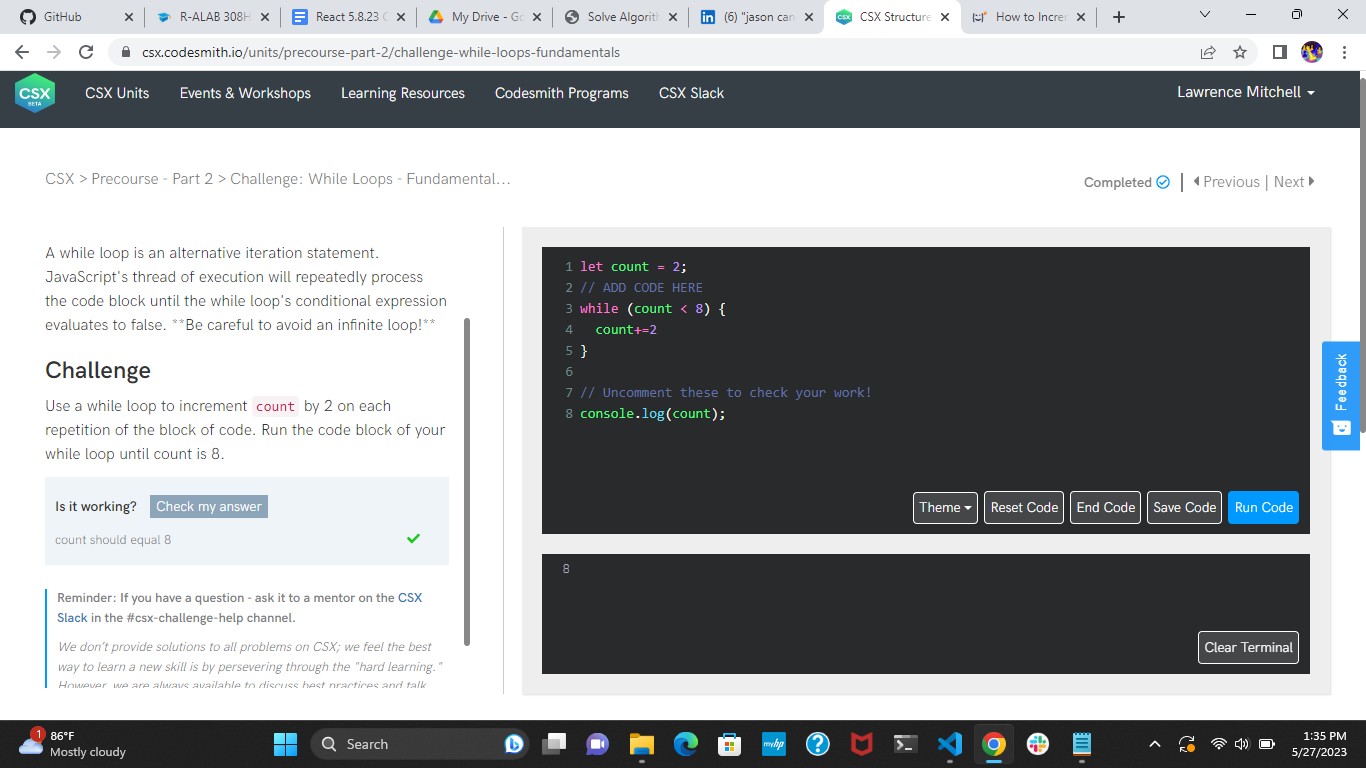 GitHub
R-ALAB 308H
React 5.8.23 C
My Drive - Go
Solve Algorith
(6) "jason can
CSX Structure
How to Increm
csx.codesmith.io/units/precourse-part-2/challenge-while-loops-fundamentals
CSX
BETA
CSX Units
Events & Workshops
Learning Resources
Codesmith Programs
CSX Slack
Lawrence Mitchell
CSX > Precourse - Part 2 > Challenge: While Loops - Fundamental...
Completed
Previous | Next
A while loop is an alternative iteration statement.
JavaScript's thread of execution will repeatedly process
the code block until the while loop's conditional expression
evaluates to false. **Be careful to avoid an infinite loop!**
Challenge
Use a while loop to increment count by 2 on each
repetition of the block of code. Run the code block of your
while loop until count is 8.
Is it working? Check my answer
count should equal 8
Reminder: If you have a question - ask it to a mentor on the CSX
Slack in the #csx-challenge-help channel.
We don't provide solutions to all problems on CSX; we feel the best
way to learn a new skill is by persevering through the "hard learning."
However, we are always available to discuss best practices and talk
1 let count = 2;
2 // ADD CODE HERE
3 while (count < 8) {
4 count+=2
5 }
6
7 // Uncomment these to check your work!
8 console.log(count);
Theme
Reset Code
End Code
Save Code
Run Code
8
Clear Terminal
Feedback
1
86°F
Mostly cloudy
Search
myhp
1:35 PM
5/27/2023